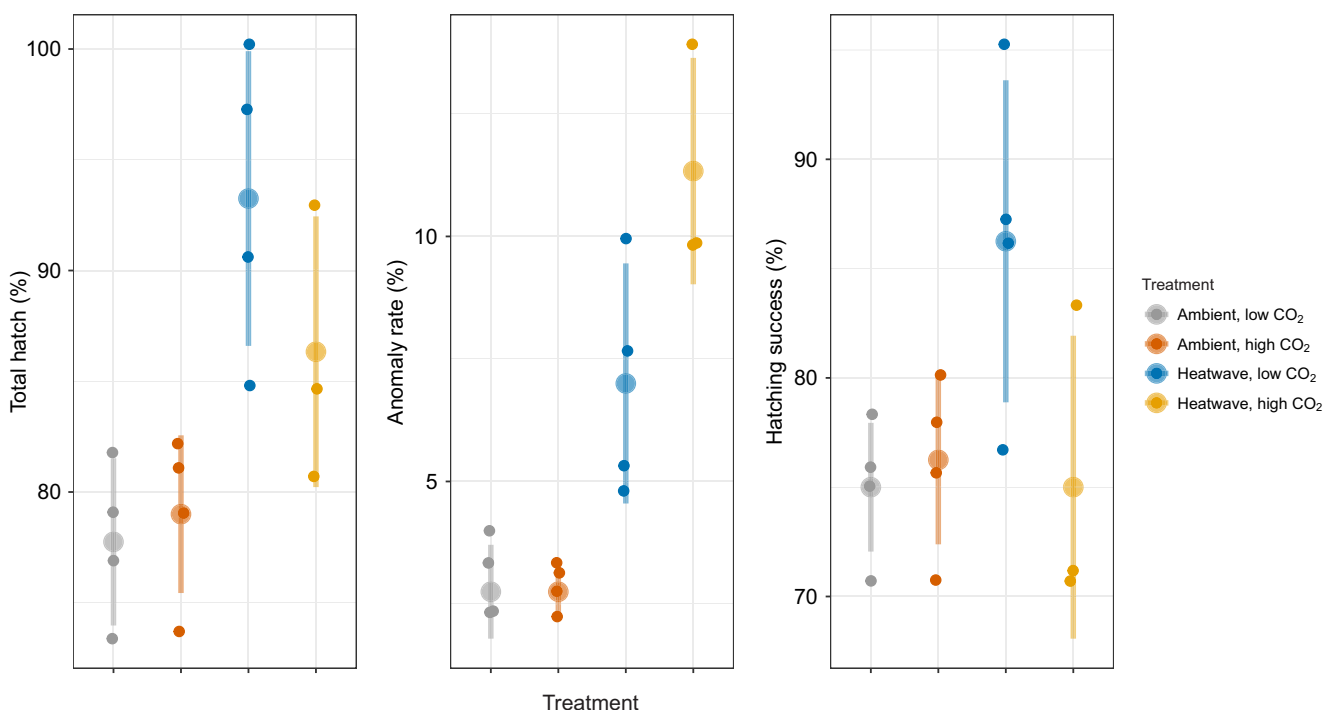 Total hatch (%)
100
90
80
Anomaly rate (%)
10
5
Hatching success (%)
90
80
70
Treatment
Treatment
Ambient, low CO₂
Ambient, high CO₂
Heatwave, low CO₂
Heatwave, high CO₂